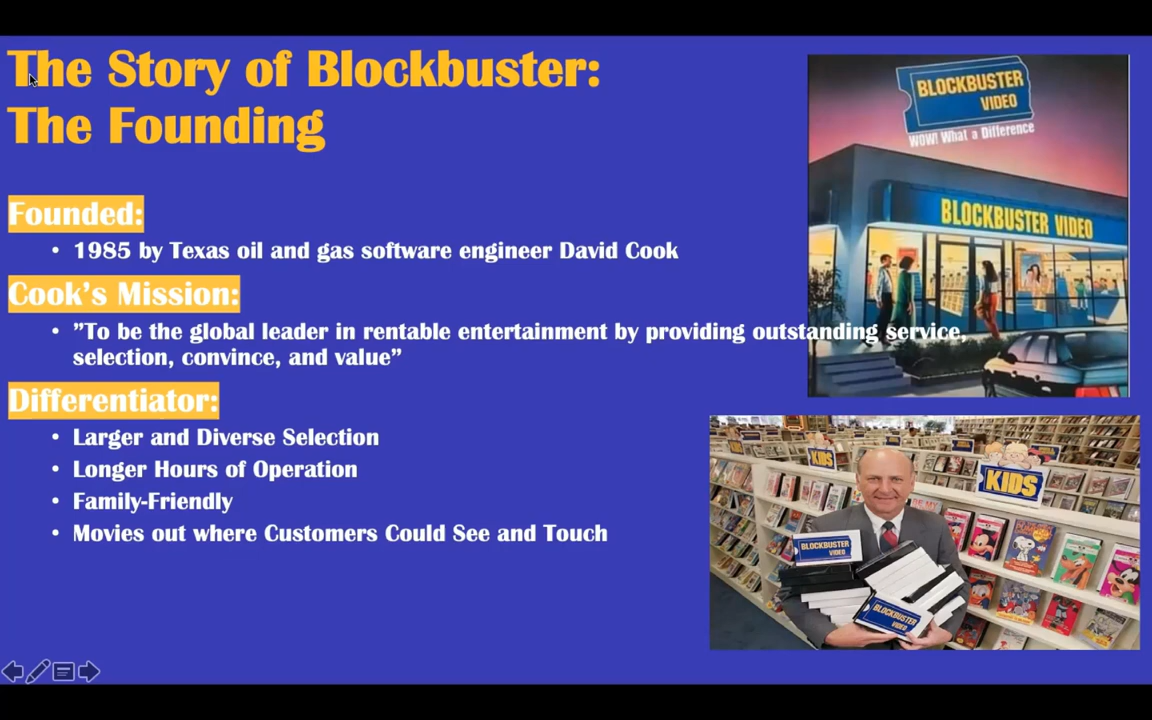 The Story of Blockbuster:
The Founding
Founded:
• 1985 by Texas oil and gas software engineer David Cook
Cook’s Mission:
• ”To be the global leader in rentable entertainment by providing outstanding service,
selection, convince, and value”
Differentiator:
• Larger and Diverse Selection
• Longer Hours of Operation
• Family-Friendly
• Movies out where Customers Could See and Touch
BLOCKBUSTER
VIDEO
WOW! What a Difference
BLOCKBUSTER VIDEO
KIDS
KIDS
BLOCKBUSTER
VIDEO
BLOCKBUSTER
VIDEO